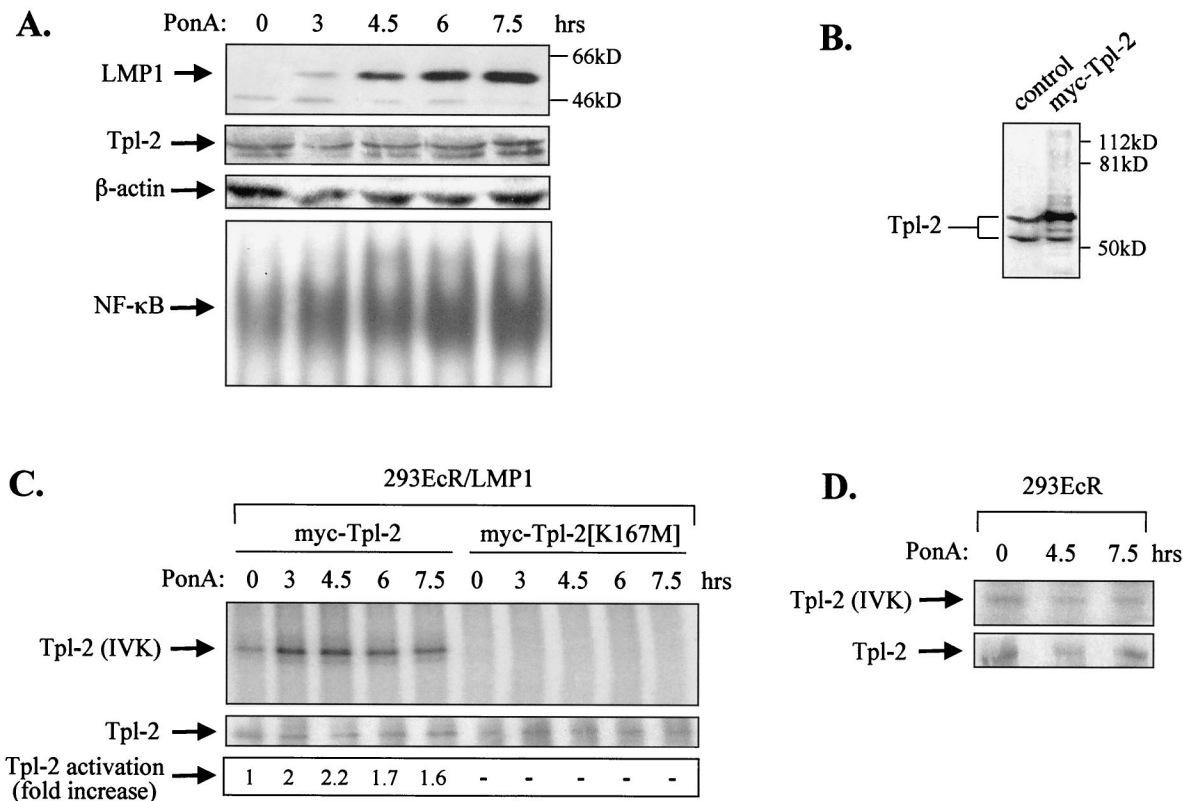 A.
PonA: 0 3 4.5 6 7.5 hrs
LMP1
66kD
46kD
Tpl-2
β-actin
NF-κB
B.
control
myc-Tpl-2
112kD
81kD
Tpl-2
50kD
C.
293EcR/LMP1
myc-Tpl-2 myc-Tpl-2[K167M]
PonA: 0 3 4.5 6 7.5 0 3 4.5 6 7.5 hrs
Tpl-2 (IVK)
Tpl-2
Tpl-2 activation
(fold increase)
1 2 2.2 1.7 1.6 - - - - -
D.
293EcR
PonA: 0 4.5 7.5 hrs
Tpl-2 (IVK)
Tpl-2